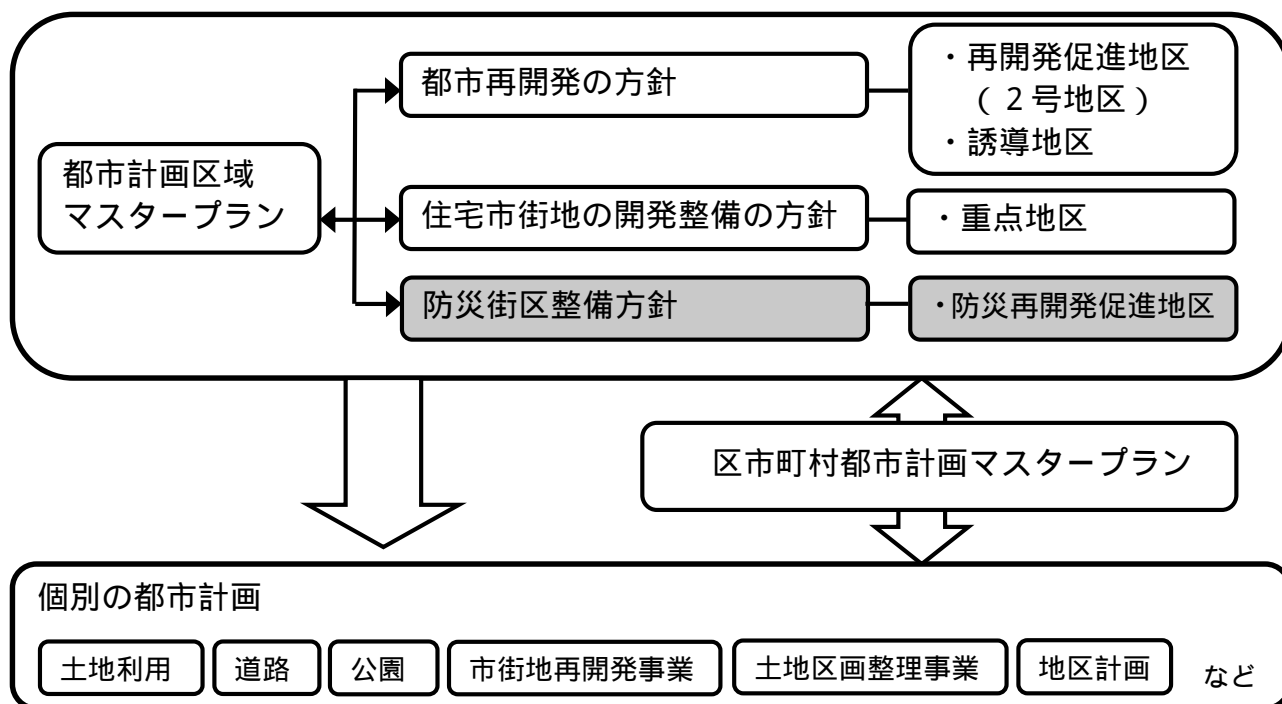 都市計画区域
マスタープラン
都市再開発の方針
・再開発促進地区
（２号地区）
・誘導地区
住宅市街地の開発整備の方針
・重点地区
防災街区整備方針
・防災再開発促進地区
区市町村都市計画マスタープラン
個別の都市計画
土地利用
道路
公園
市街地再開発事業
土地区画整理事業
地区計画
など